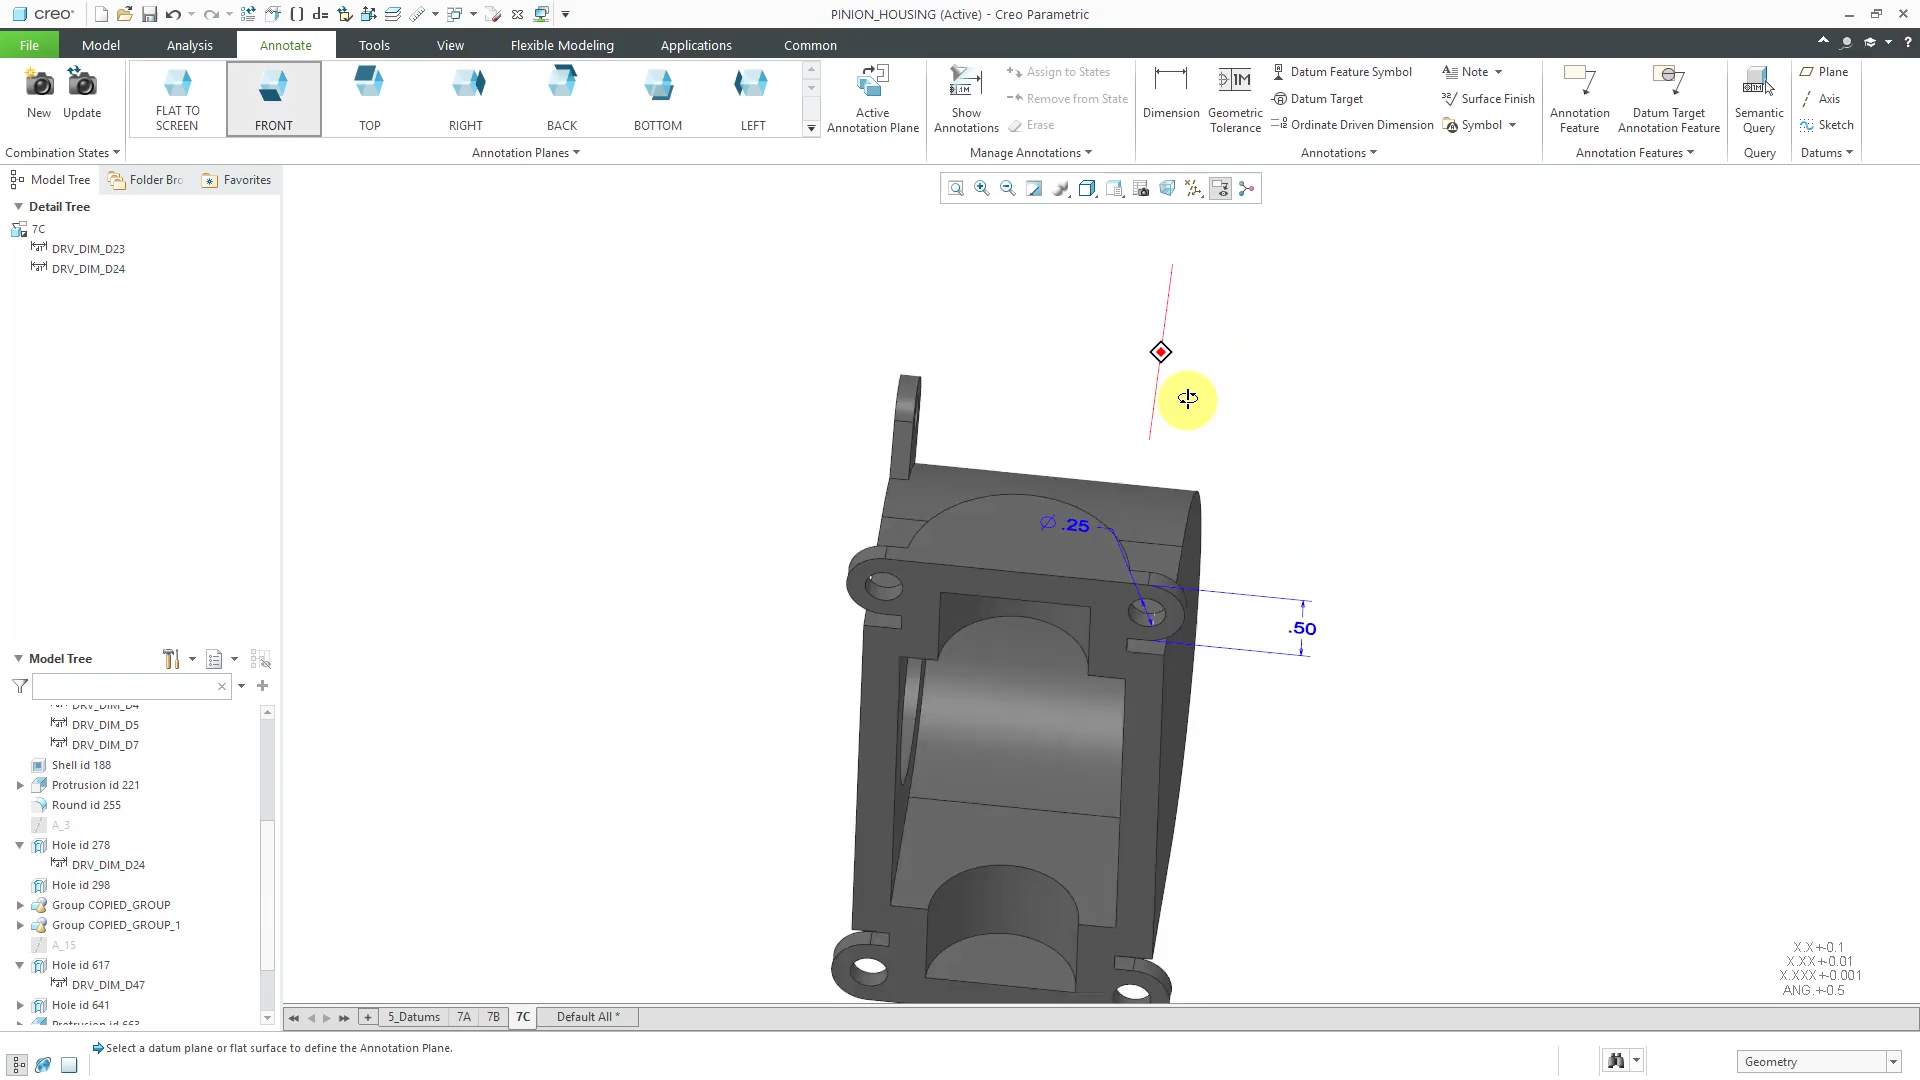 creo
PINION_HOUSING (Active) - Creo Parametric
File
Model
Analysis
Annotate
Tools
View
Flexible Modeling
Applications
Common
New
Update
FLAT TO
SCREEN
FRONT
TOP
RIGHT
BACK
BOTTOM
LEFT
Active
Annotation Plane
Show
Annotations
Assign to States
Remove from State
Erase
Dimension
Geometric
Tolerance
Datum Feature Symbol
Datum Target
Ordinate Driven Dimension
Note
Surface Finish
Symbol
Annotation
Feature
Datum Target
Annotation Feature
Semantic
Query
Plane
Axis
Sketch
Combination States
Annotation Planes
Manage Annotations
Annotations
Annotation Features
Query
Datums
Model Tree
Folder Bro
Favorites
Detail Tree
7C
DRV_DIM_D23
DRV_DIM_D24
Ø .25
.50
Model Tree
DRV_DIM_D4
DRV_DIM_D5
DRV_DIM_D7
Shell id 188
Protrusion id 221
Round id 255
A_3
Hole id 278
DRV_DIM_D24
Hole id 298
Group COPIED_GROUP
Group COPIED_GROUP_1
A_15
Hole id 617
DRV_DIM_D47
Hole id 641
Protrusion id 663
X.X+-0.1
X.XX+-0.01
X.XXX+-0.001
ANG.+-0.5
5_Datums
7A
7B
7C
Default All *
Select a datum plane or flat surface to define the Annotation Plane.
Geometry